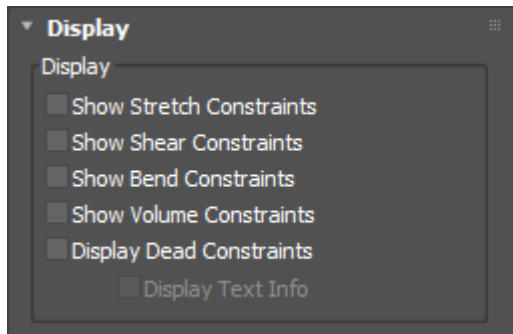 Display
Display
Show Stretch Constraints
Show Shear Constraints
Show Bend Constraints
Show Volume Constraints
Display Dead Constraints
Display Text Info